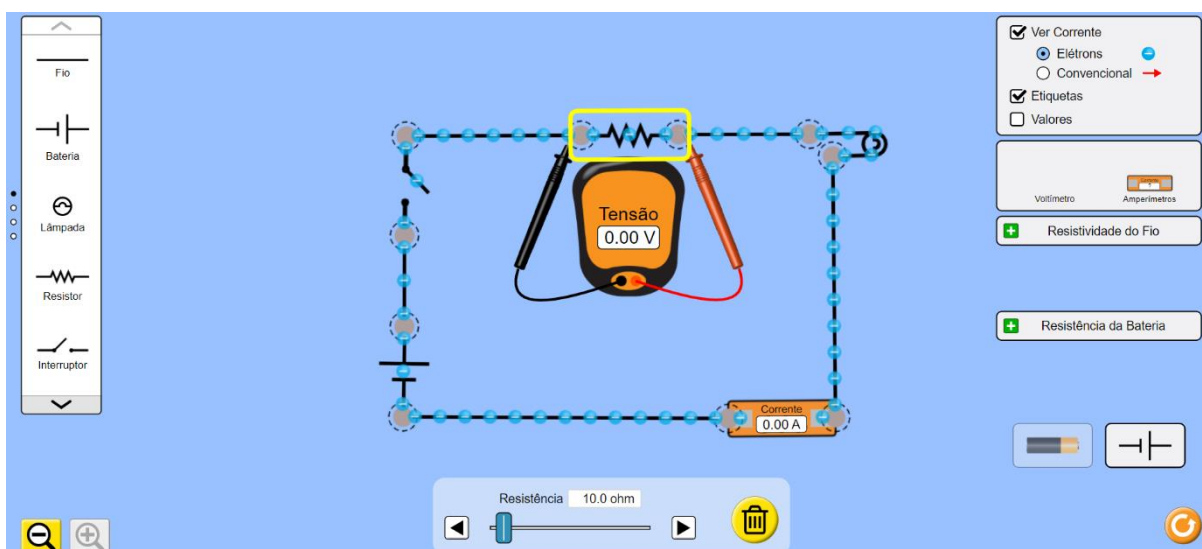 Fio
Bateria
Lâmpada
Resistor
Interruptor
Tensão
0.00 V
Corrente
0.00 A
Resistência 10.0 ohm
Ver Corrente
Elétrons
Convencional
Etiquetas
Valores
Voltímetro
Amperímetros
Resistividade do Fio
Resistência da Bateria